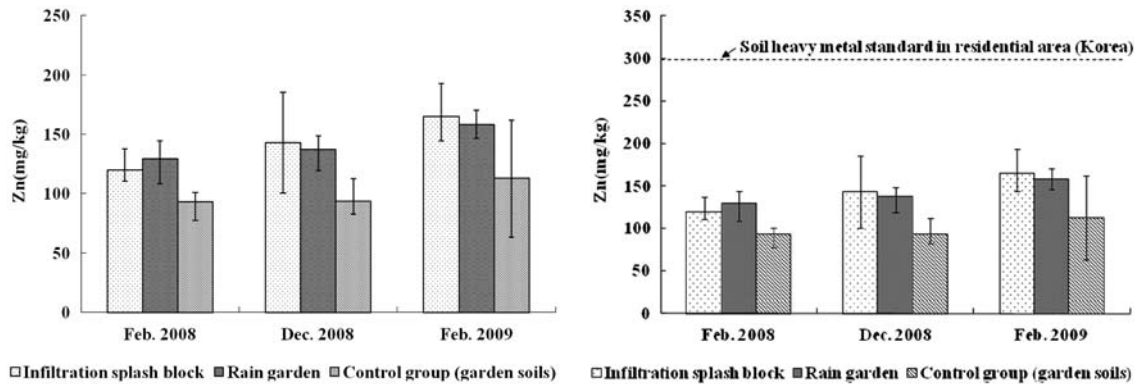 250
200
150
100
50
0
Zn(mg/kg)
Feb. 2008 Dec. 2008 Feb. 2009
Infiltration splash block Rain garden Control group (garden soils)
350
300
250
200
150
100
50
0
Zn(mg/kg)
Soil heavy metal standard in residential area (Korea)
Feb. 2008 Dec. 2008 Feb. 2009
Infiltration splash block Rain garden Control group (garden soils)